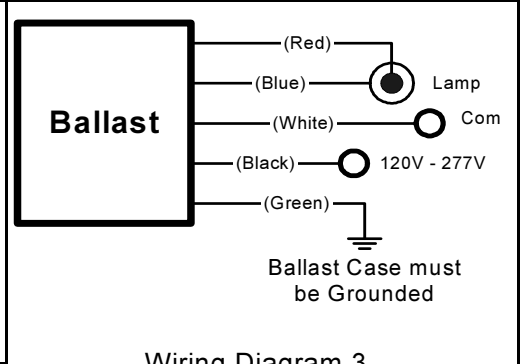 (Red)
(Blue) Lamp
Ballast (White) Com
(Black) 120V - 277V
(Green)
Ballast Case must
be Grounded
Wiring Diagram 3